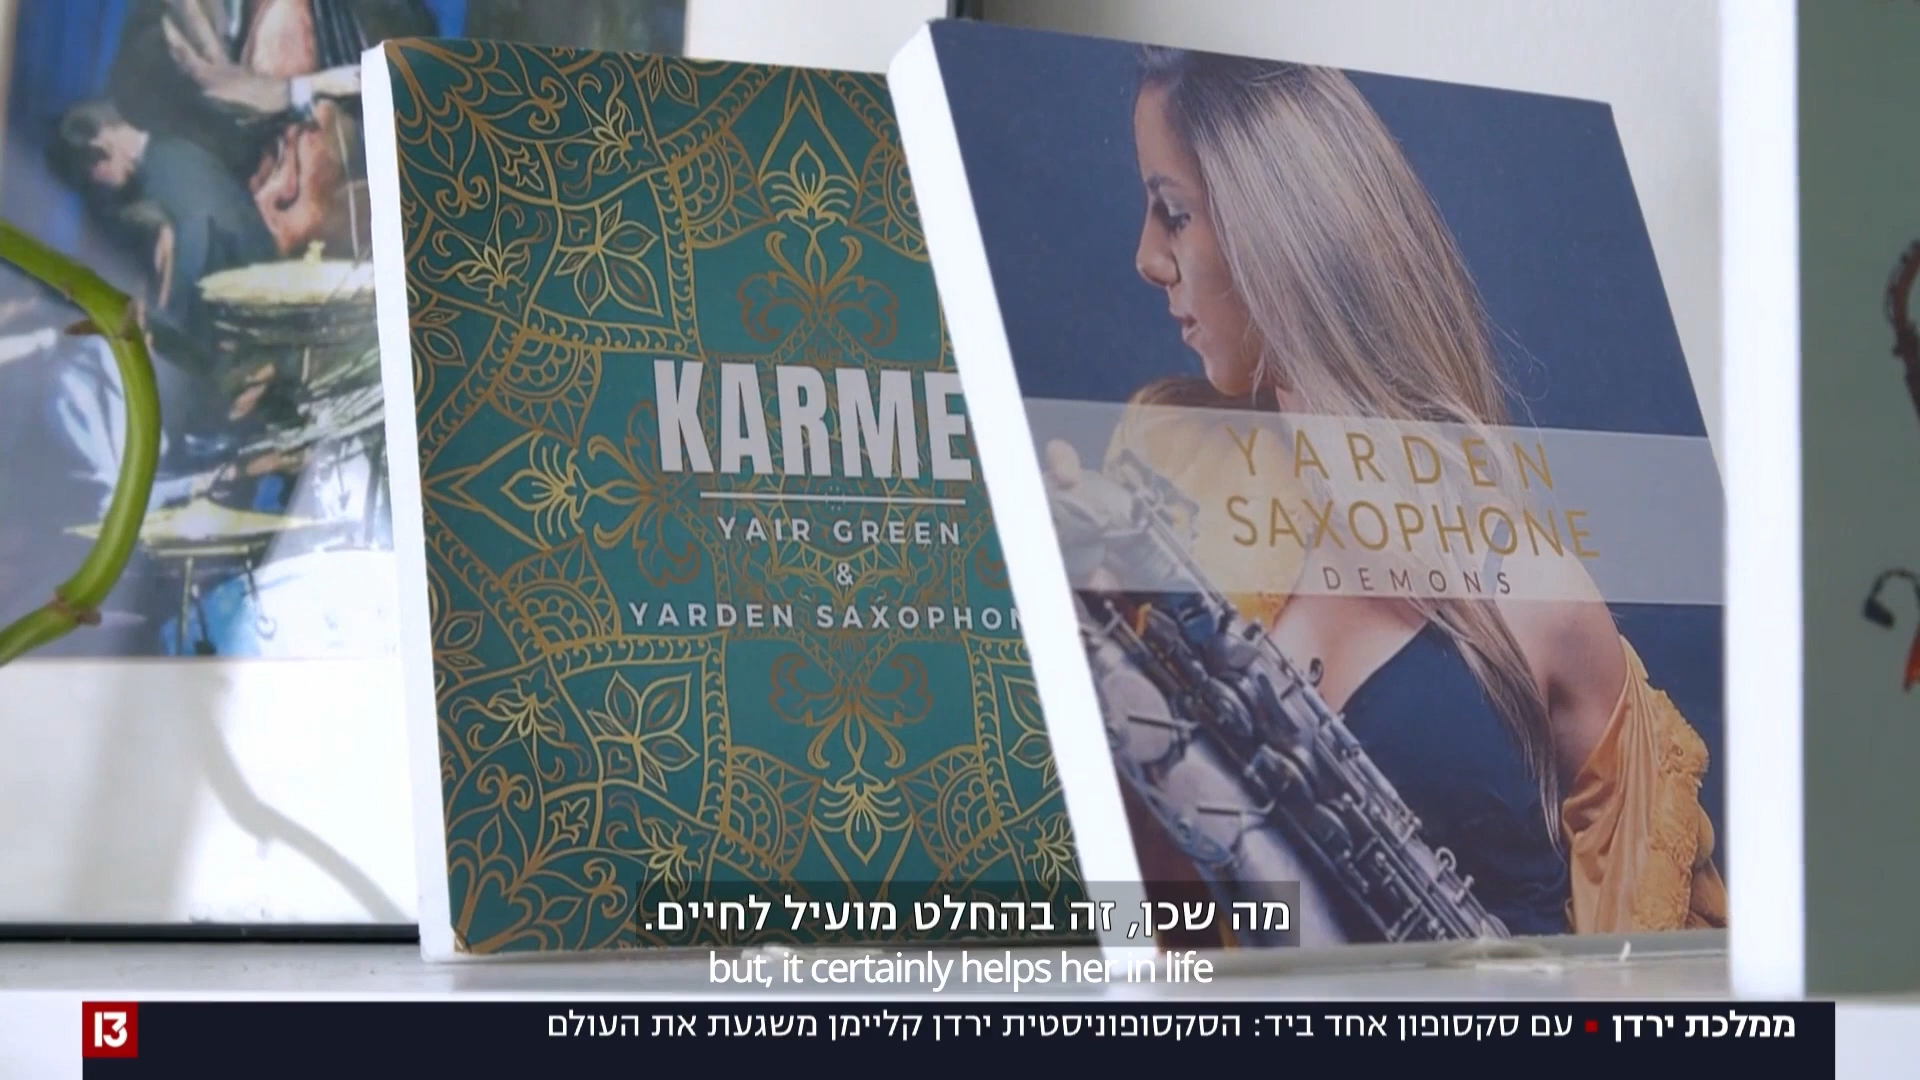 KARME
YAIR GREEN
&
YARDEN SAXOPHON
YARDEN
SAXOPHONE
DEMONS
מה שכן, זה בהחלט מועיל לחיים.
but, it certainly helps her in life
ממלכת ירדן ▪ עם סקסופון אחד ביד: הסקסופוניסטית ירדן קליימן משגעת את העולם
13